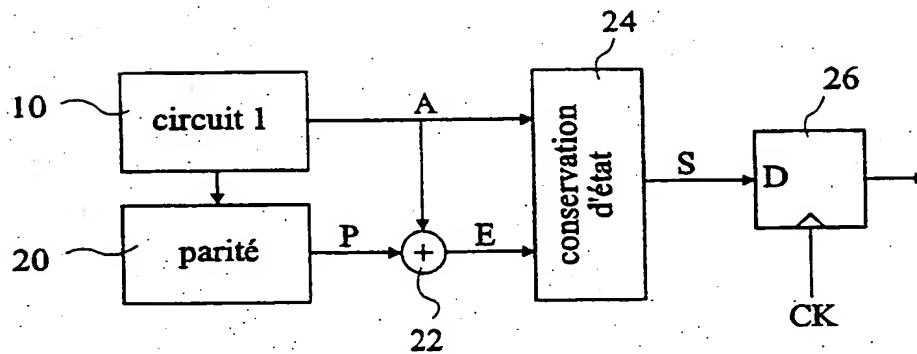 24
10
circuit 1
A
26
conservation
d'état
S
D
20
parité
P
+
E
22
CK